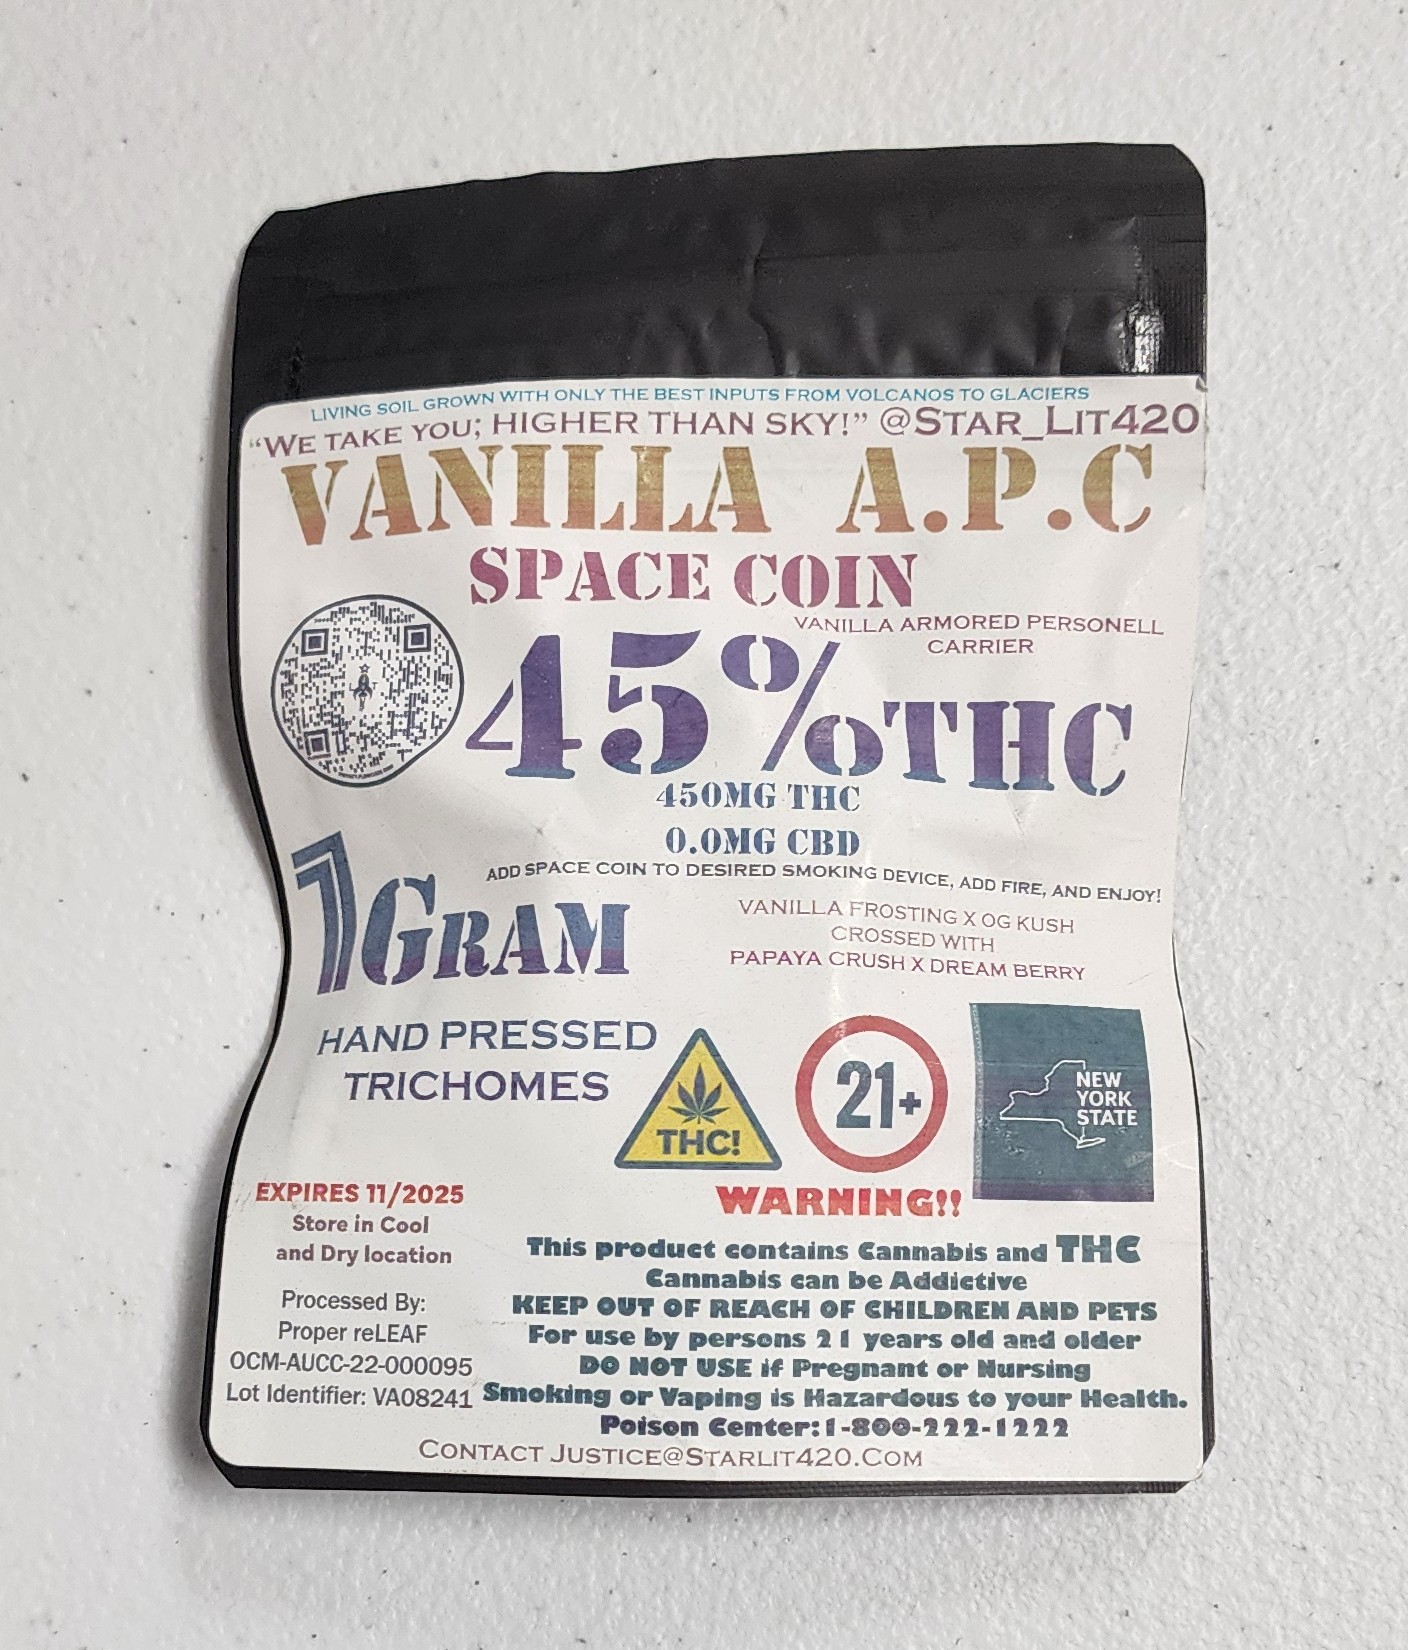 LIVING SOIL GROWN WITH ONLY THE BEST INPUTS FROM VOLCANOS TO GLACIERS
“WE TAKE YOU; HIGHER THAN SKY!” @STAR_LIT420
VANILLA A.P.C
SPACE COIN
VANILLA ARMORED PERSONELL
CARRIER
45% THC
450MG THC
0.0MG CBD
ADD SPACE COIN TO DESIRED SMOKING DEVICE, ADD FIRE, AND ENJOY!
1GRAM
VANILLA FROSTING X OG KUSH
CROSSED WITH
PAPAYA CRUSH X DREAM BERRY
HAND PRESSED
TRICHOMES
THC!
21+
NEW
YORK
STATE
EXPIRES 11/2025
Store in Cool
and Dry location
Processed By:
Proper reLEAF
OCM-AUCC-22-000095
Lot Identifier: VA08241
WARNING!!
This product contains Cannabis and THC
Cannabis can be Addictive
KEEP OUT OF REACH OF CHILDREN AND PETS
For use by persons 21 years old and older
DO NOT USE if Pregnant or Nursing
Smoking or Vaping is Hazardous to your Health.
Poison Center:1-800-222-1222
CONTACT JUSTICE@STARLIT420.COM